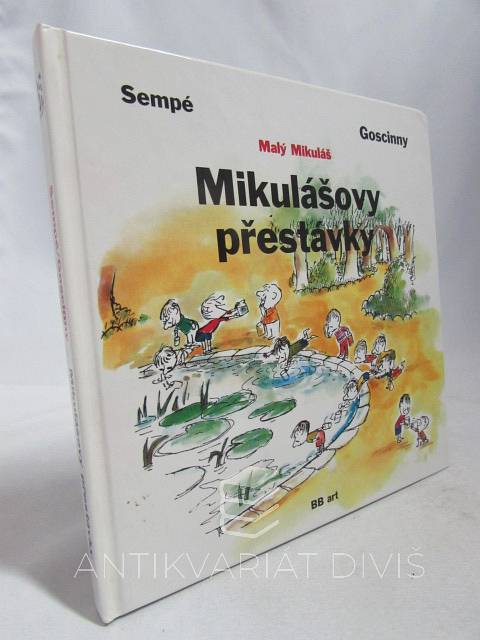 Sempé
Goscinny
Malý Mikuláš
Mikulášovy
přestávky
BB art
ANTIKVARIÁT DIVIŠ